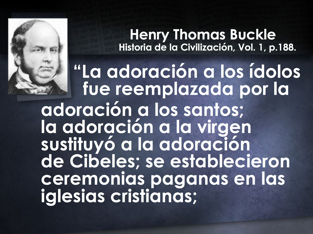 Henry Thomas Buckle
Historia de la Civilización, Vol. 1, p.188.
“La adoración a los ídolos
fue reemplazada por la
adoración a los santos;
la adoración a la virgen
sustituyó a la adoración
de Cibeles; se establecieron
ceremonias paganas en las
iglesias cristianas;